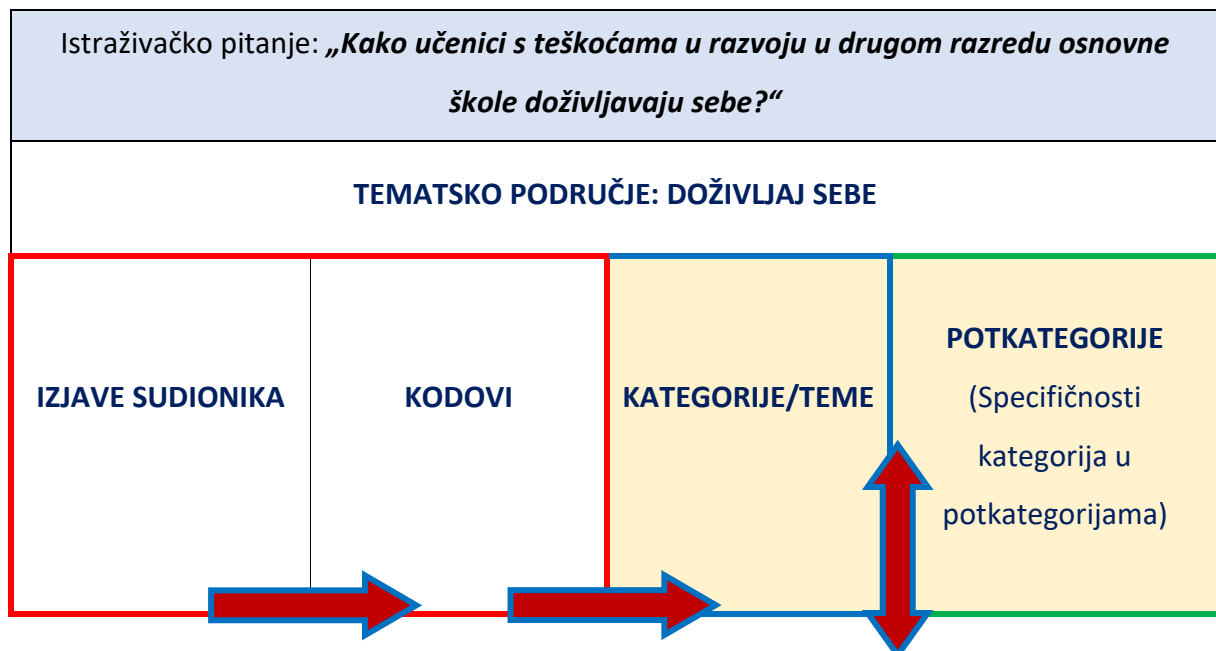 Istraživačko pitanje: „Kako učenici s teškoćama u razvoju u drugom razredu osnovne
škole doživljavaju sebe?“
TEMATSKO PODRUČJE: DOŽIVLJAJ SEBE
IZJAVE SUDIONIKA
KODOVI
KATEGORIJE/TEME
POTKATEGORIJE
(Specifičnosti
kategorija u
potkategorijama)